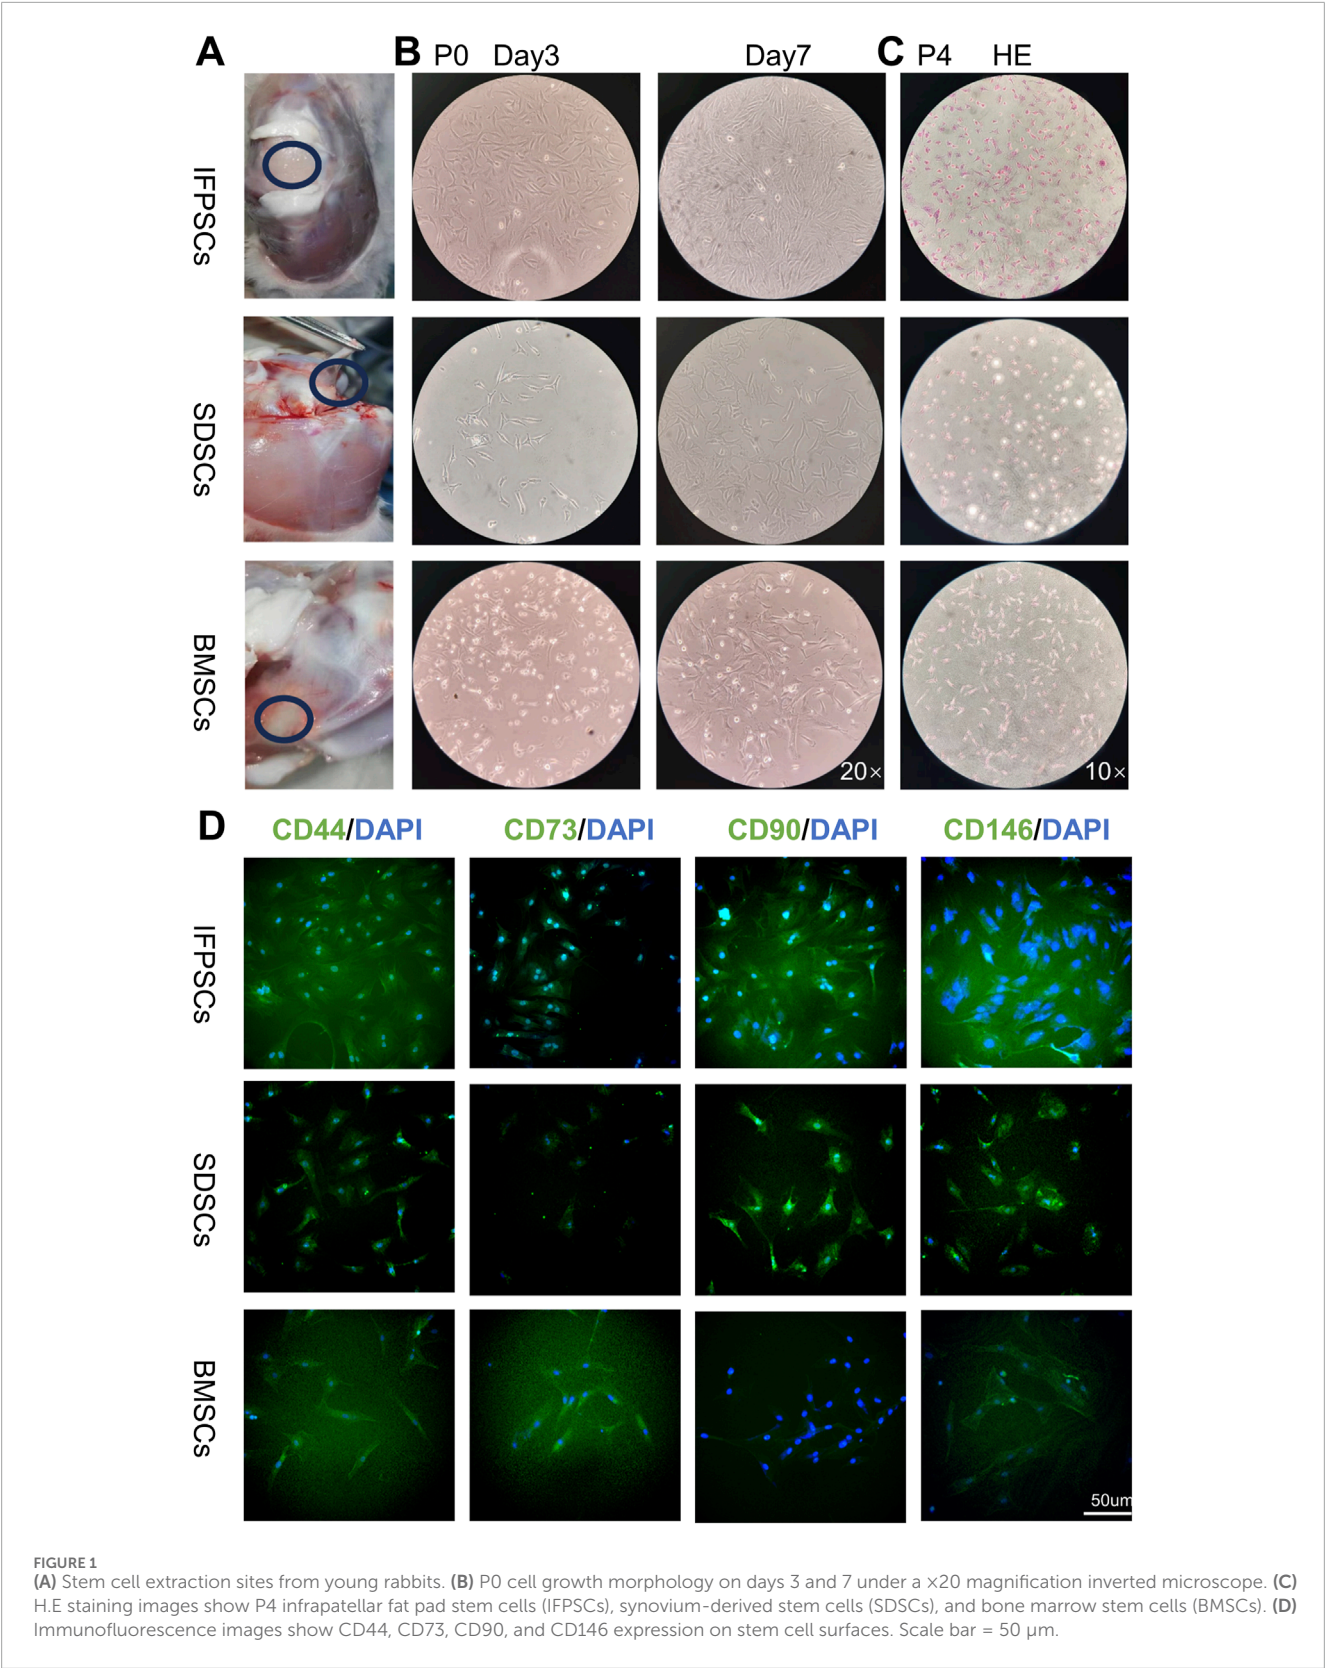 A
B P0 Day3 Day7
C P4 HE
IFPSCs
SDSCs
BMSCs
20×
10×
D CD44/DAPI CD73/DAPI CD90/DAPI CD146/DAPI
IFPSCs
SDSCs
BMSCs
50um
FIGURE 1
(A) Stem cell extraction sites from young rabbits. (B) P0 cell growth morphology on days 3 and 7 under a ×20 magnification inverted microscope. (C)
H.E staining images show P4 infrapatellar fat pad stem cells (IFPSCs), synovium-derived stem cells (SDSCs), and bone marrow stem cells (BMSCs). (D)
Immunofluorescence images show CD44, CD73, CD90, and CD146 expression on stem cell surfaces. Scale bar = 50 μm.